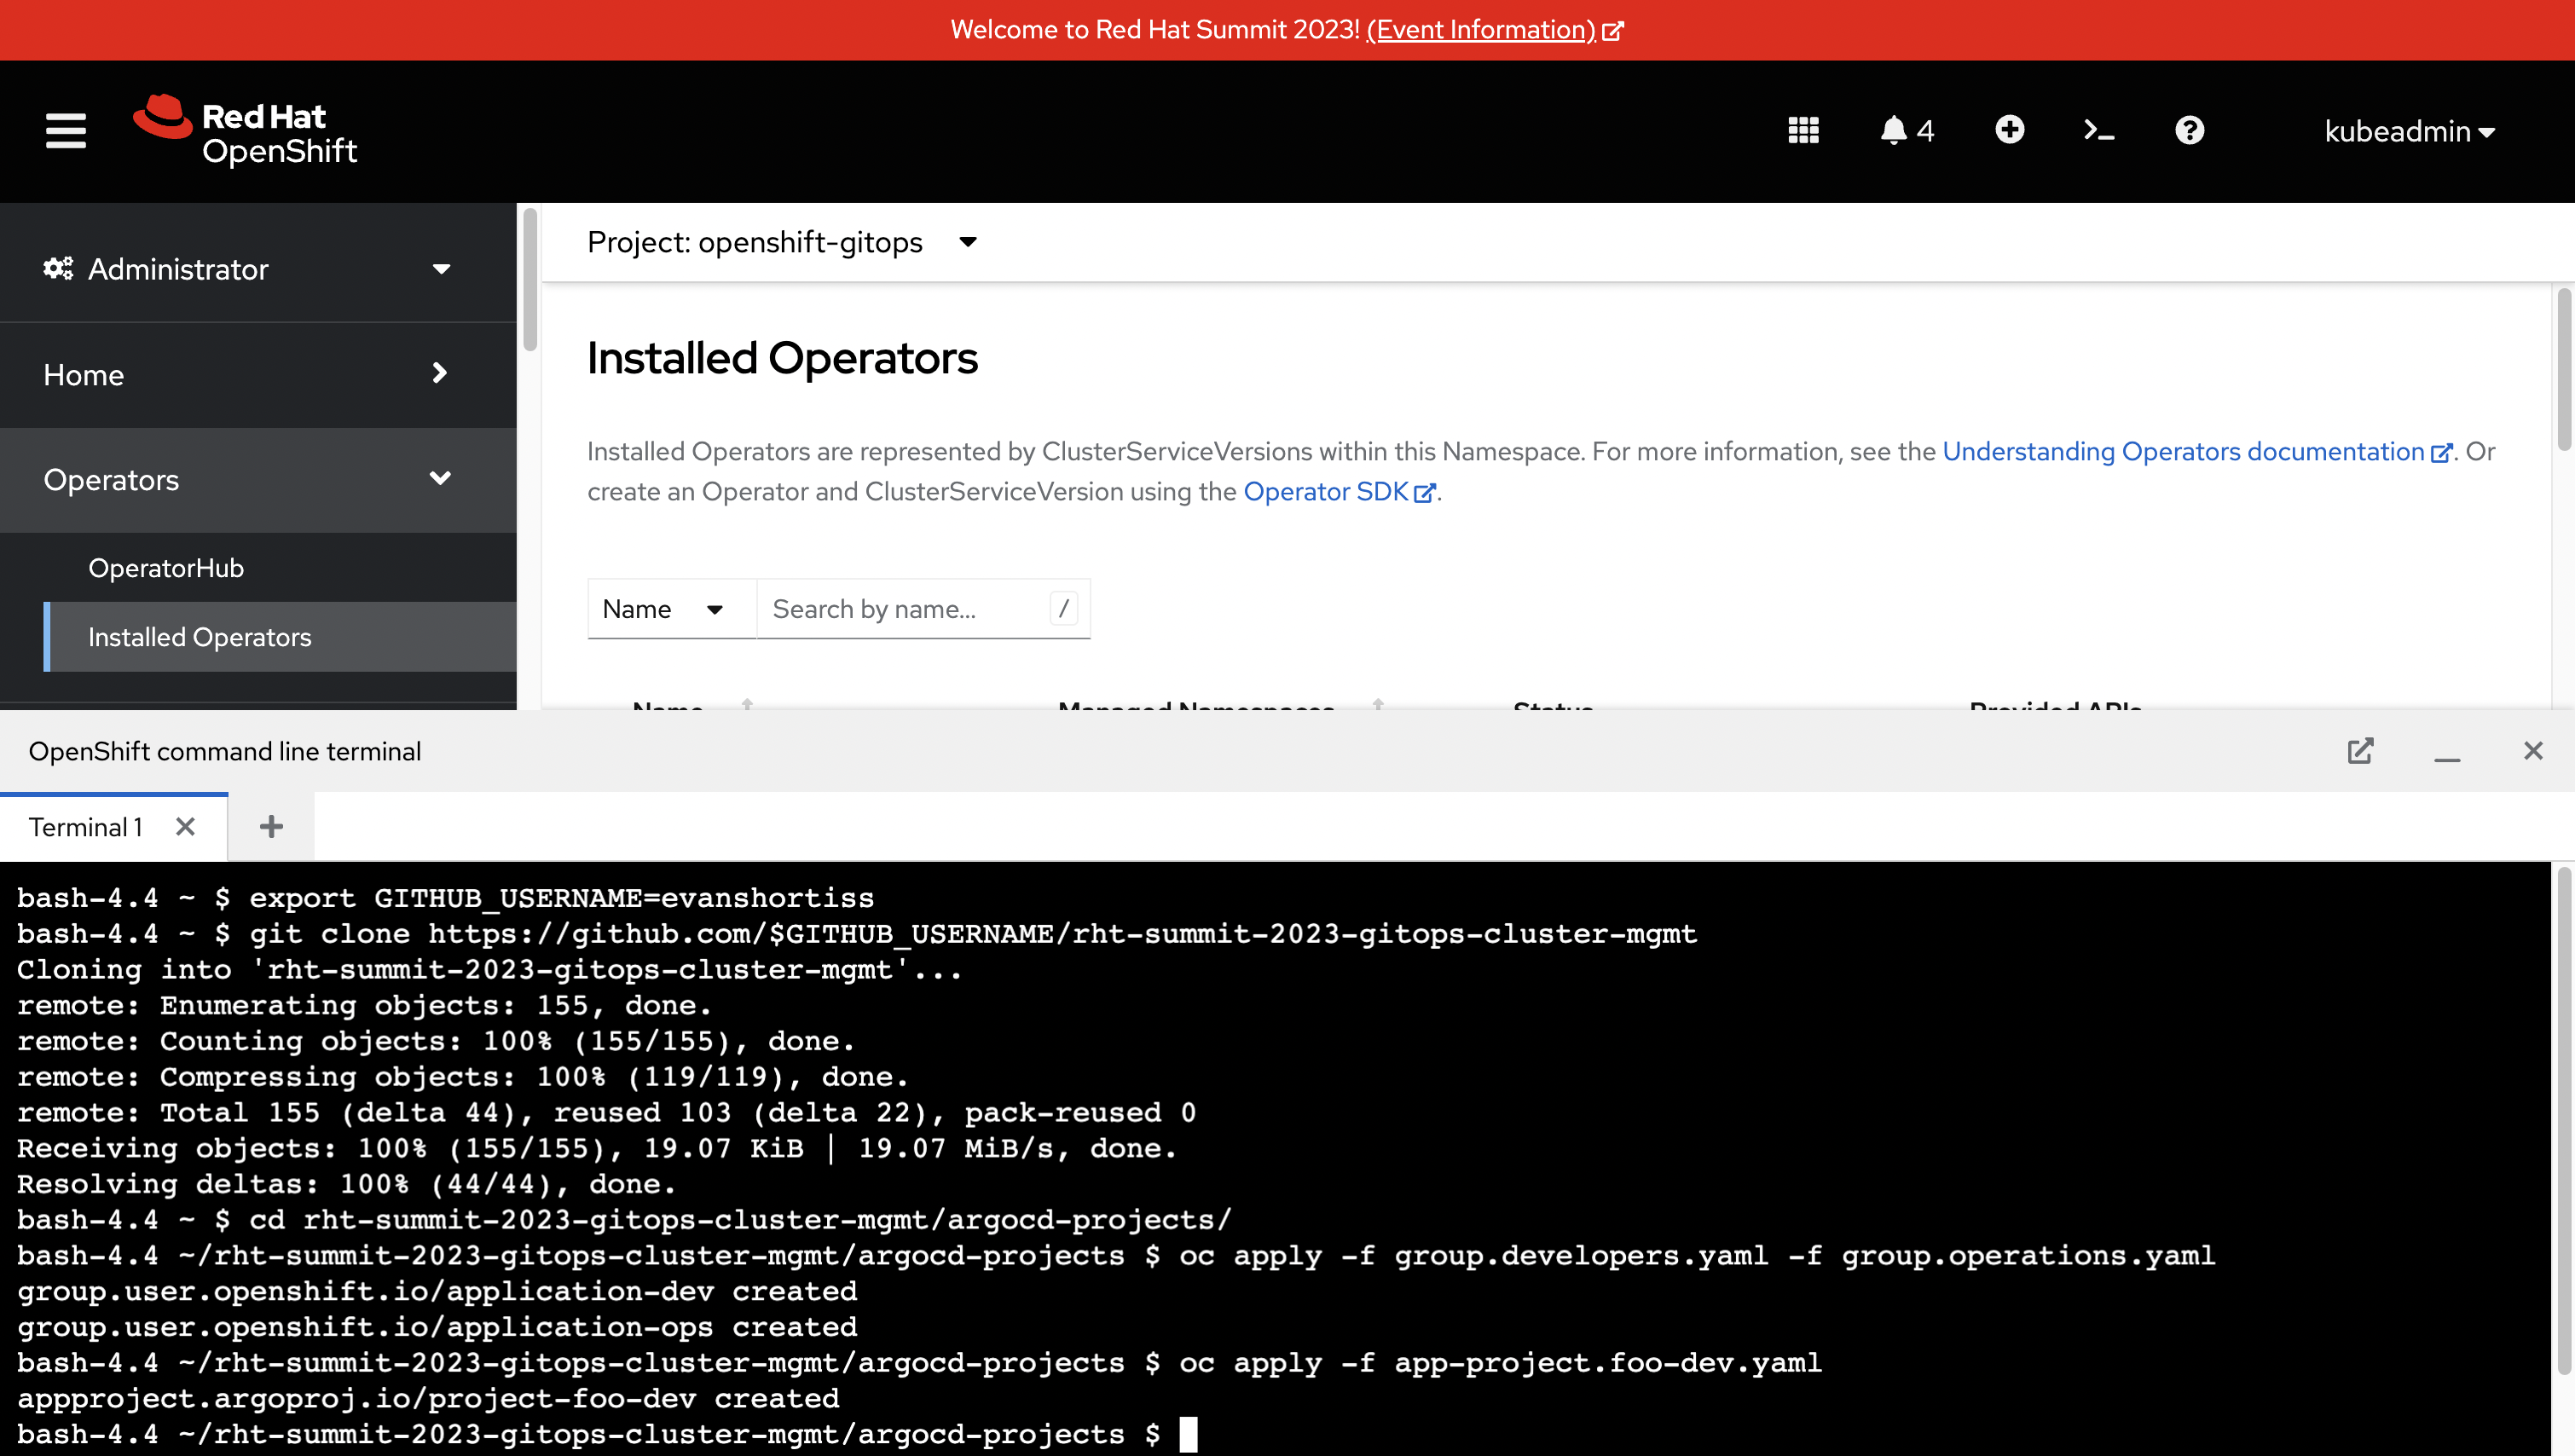 Welcome to Red Hat Summit 2023! (Event Information)
Red Hat
OpenShift
4
kubeadmin
Administrator
Home
Operators
OperatorHub
Installed Operators
Project: openshift-gitops
Installed Operators
Installed Operators are represented by ClusterServiceVersions within this Namespace. For more information, see the Understanding Operators documentation. Or
create an Operator and ClusterServiceVersion using the Operator SDK.
Name
Search by name...
/
Name
Managed Namespaces
Status
Provided APIs
OpenShift command line terminal
Terminal 1
bash-4.4 ~ $ export GITHUB_USERNAME=evanshortiss
bash-4.4 ~ $ git clone https://github.com/$GITHUB_USERNAME/rht-summit-2023-gitops-cluster-mgmt
Cloning into 'rht-summit-2023-gitops-cluster-mgmt'...
remote: Enumerating objects: 155, done.
remote: Counting objects: 100% (155/155), done.
remote: Compressing objects: 100% (119/119), done.
remote: Total 155 (delta 44), reused 103 (delta 22), pack-reused 0
Receiving objects: 100% (155/155), 19.07 KiB | 19.07 MiB/s, done.
Resolving deltas: 100% (44/44), done.
bash-4.4 ~ $ cd rht-summit-2023-gitops-cluster-mgmt/argocd-projects/
bash-4.4 ~/rht-summit-2023-gitops-cluster-mgmt/argocd-projects $ oc apply -f group.developers.yaml -f group.operations.yaml
group.user.openshift.io/application-dev created
group.user.openshift.io/application-ops created
bash-4.4 ~/rht-summit-2023-gitops-cluster-mgmt/argocd-projects $ oc apply -f app-project.foo-dev.yaml
appproject.argoproj.io/project-foo-dev created
bash-4.4 ~/rht-summit-2023-gitops-cluster-mgmt/argocd-projects $